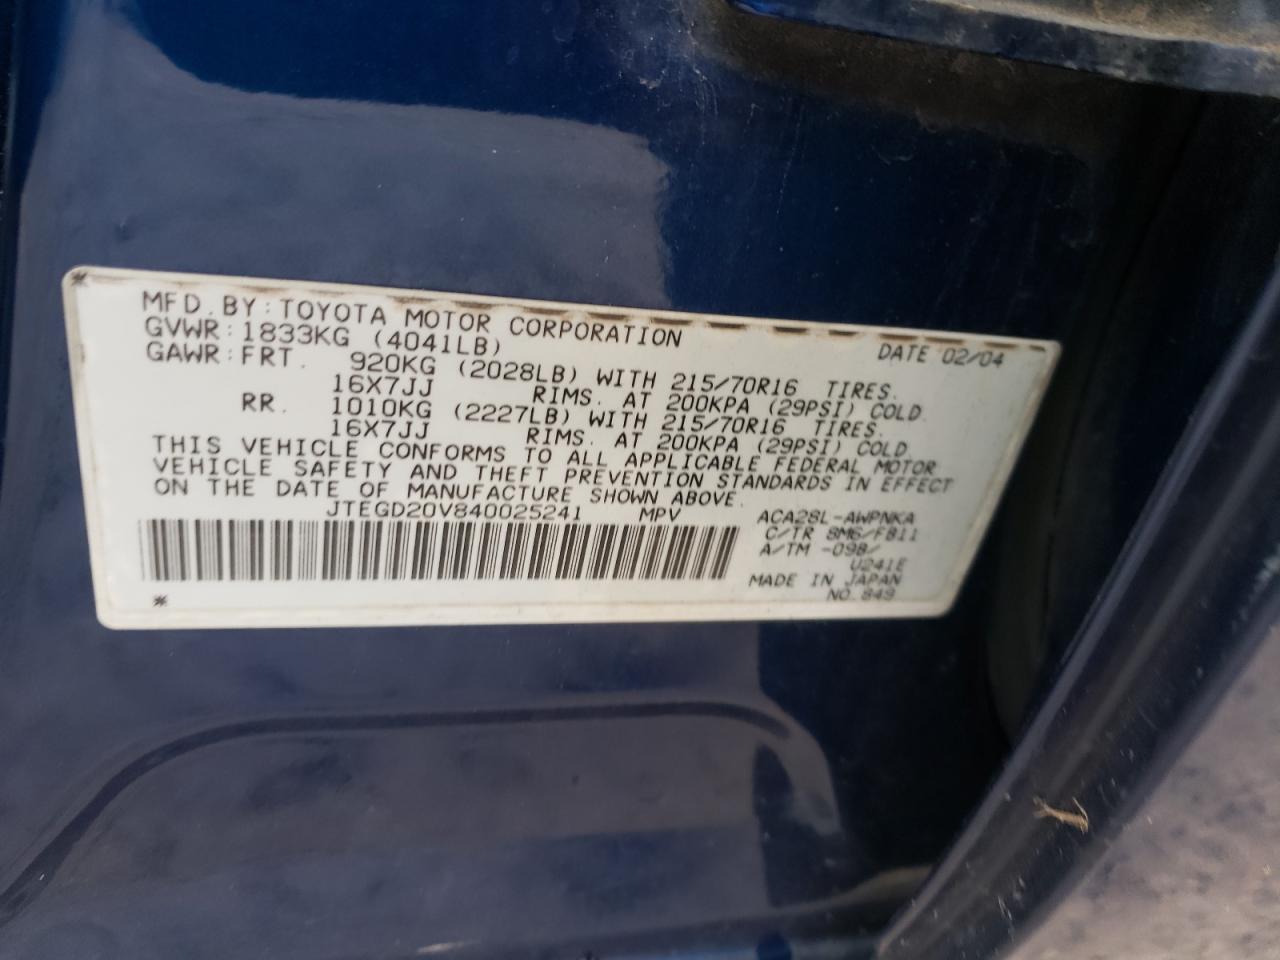 MFD. BY: TOYOTA MOTOR CORPORATION DATE 02/04
GVWR: 1833KG (4041LB)
GAWR: FRT. 920KG (2028LB) WITH 215/70R16 TIRES.
16X7JJ RIMS. AT 200KPA (29PSI) COLD.
RR. 1010KG (2227LB) WITH 215/70R16 TIRES.
16X7JJ RIMS. AT 200KPA (29PSI) COLD.
THIS VEHICLE CONFORMS TO ALL APPLICABLE FEDERAL MOTOR
VEHICLE SAFETY AND THEFT PREVENTION STANDARDS IN EFFECT
ON THE DATE OF MANUFACTURE SHOWN ABOVE.
JTEGD20V840025241 MPV ACA28L-AWPNKA
C/TR 8M6/FB11
A/TM -09B/
U241E
MADE IN JAPAN
NO. 849